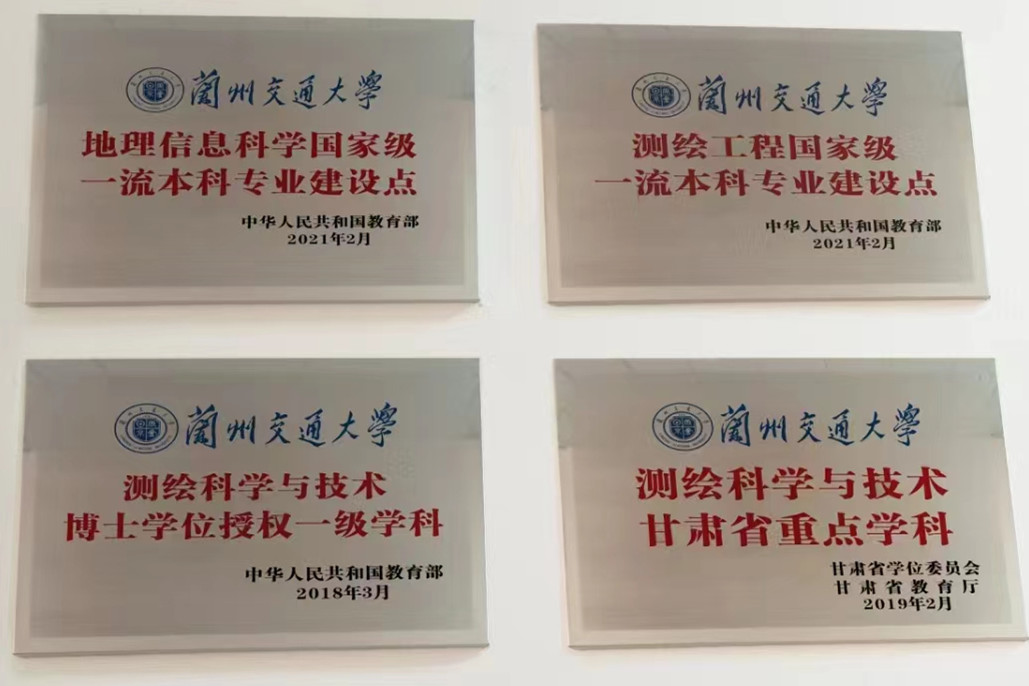 蘭州交通大學
地理信息科学国家级
一流本科专业建设点
中华人民共和国教育部
2021年2月
蘭州交通大學
测绘工程国家级
一流本科专业建设点
中华人民共和国教育部
2021年2月
蘭州交通大學
测绘科学与技术
博士学位授权一级学科
中华人民共和国教育部
2018年3月
蘭州交通大學
测绘科学与技术
甘肃省重点学科
甘肃省学位委员会
甘肃省教育厅
2019年2月